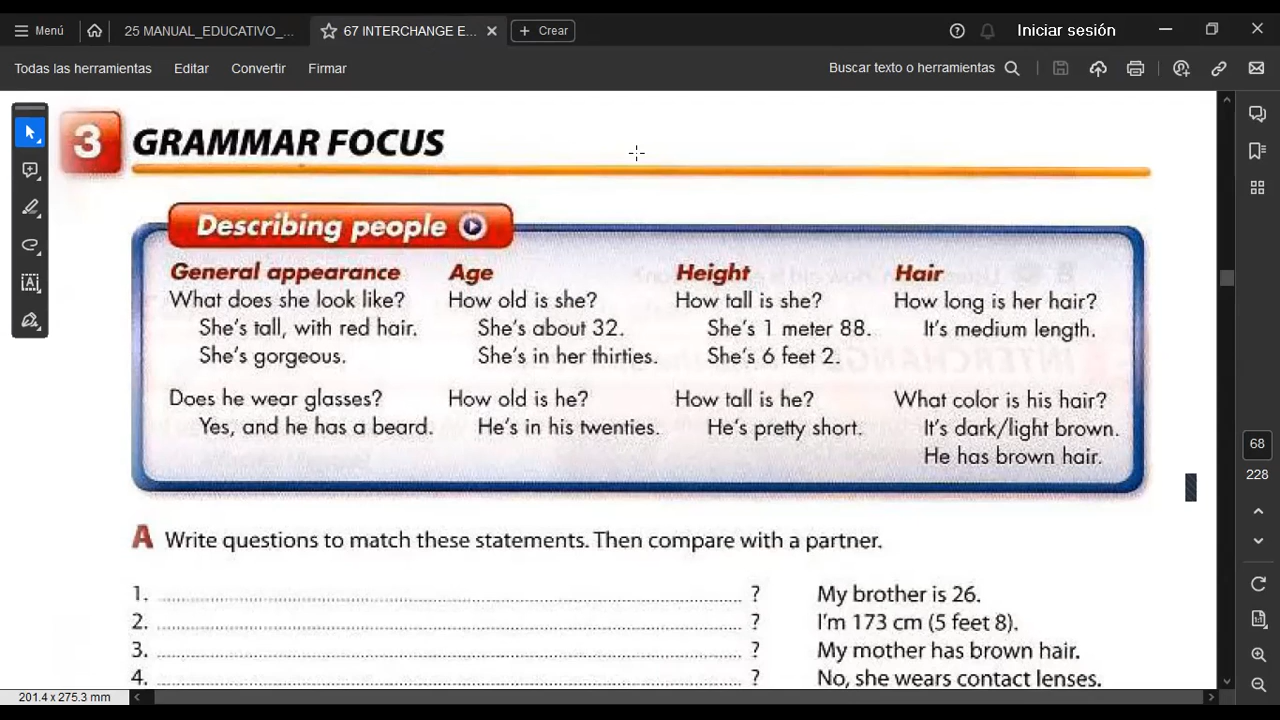 Menú
25 MANUAL_EDUCATIVO_...
67 INTERCHANGE E...
Crear
Iniciar sesión
Todas las herramientas
Editar
Convertir
Firmar
Buscar texto o herramientas
3 GRAMMAR FOCUS
Describing people
General appearance
What does she look like?
She's tall, with red hair.
She's gorgeous.
Does he wear glasses?
Yes, and he has a beard.
Age
How old is she?
She's about 32.
She's in her thirties.
How old is he?
He's in his twenties.
Height
How tall is she?
She's 1 meter 88.
She's 6 feet 2.
How tall is he?
He's pretty short.
Hair
How long is her hair?
It's medium length.
What color is his hair?
It's dark/light brown.
He has brown hair.
A Write questions to match these statements. Then compare with a partner.
1. ? My brother is 26.
2. ? I'm 173 cm (5 feet 8).
3. ? My mother has brown hair.
4. ? No, she wears contact lenses.
68
228
201.4 x 275.3 mm